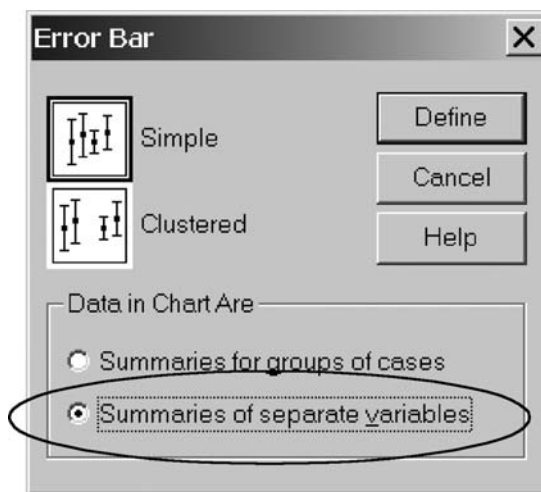 Error Bar
Simple
Clustered
Define
Cancel
Help
Data in Chart Are
Summaries for groups of cases
Summaries of separate variables